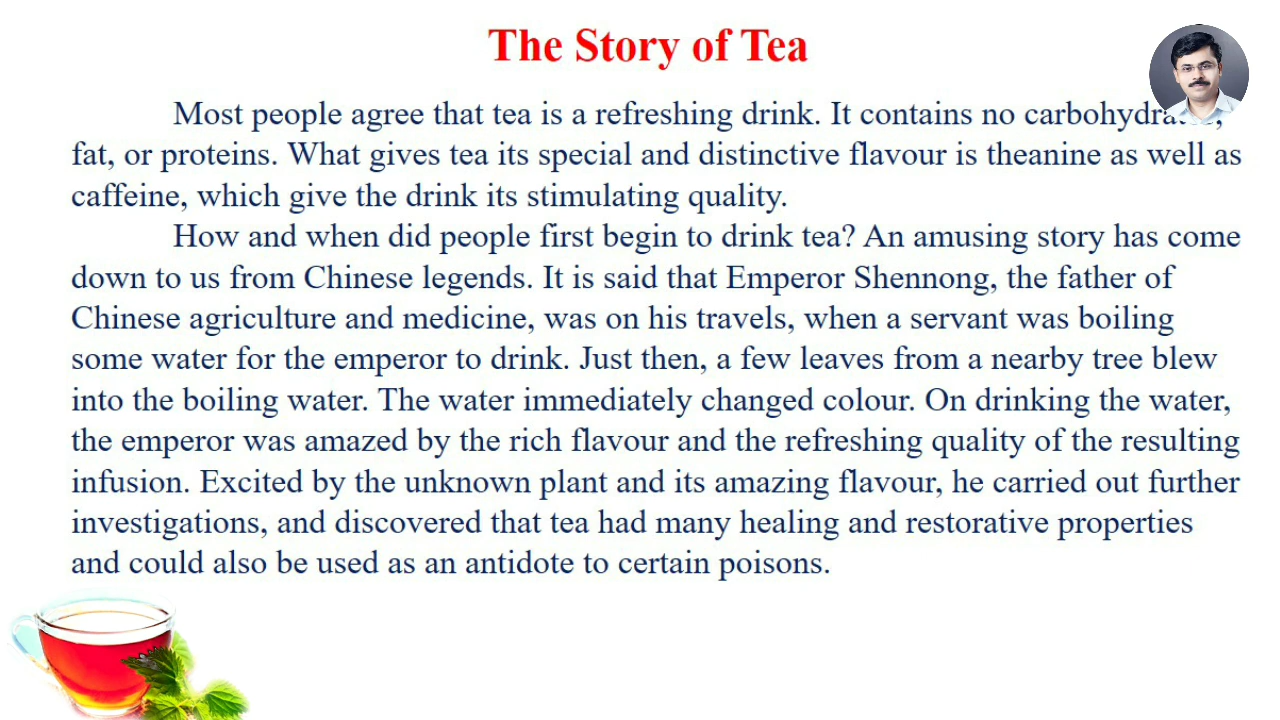 The Story of Tea
Most people agree that tea is a refreshing drink. It contains no carbohydrates,
fat, or proteins. What gives tea its special and distinctive flavour is theanine as well as
caffeine, which give the drink its stimulating quality.
How and when did people first begin to drink tea? An amusing story has come
down to us from Chinese legends. It is said that Emperor Shennong, the father of
Chinese agriculture and medicine, was on his travels, when a servant was boiling
some water for the emperor to drink. Just then, a few leaves from a nearby tree blew
into the boiling water. The water immediately changed colour. On drinking the water,
the emperor was amazed by the rich flavour and the refreshing quality of the resulting
infusion. Excited by the unknown plant and its amazing flavour, he carried out further
investigations, and discovered that tea had many healing and restorative properties
and could also be used as an antidote to certain poisons.